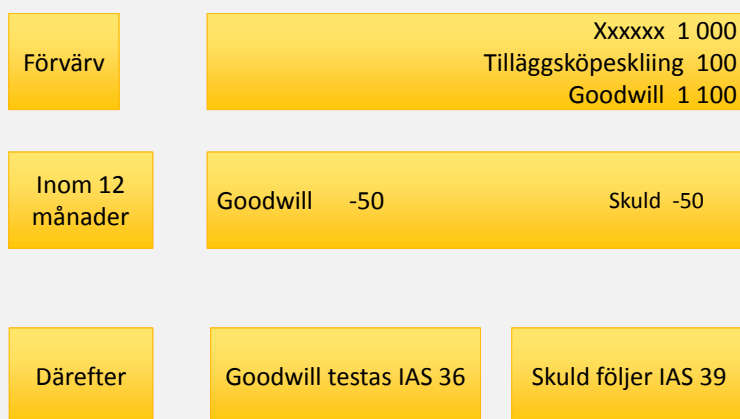 Förvärv
Xxxxxx 1 000
Tilläggsköpeskliing 100
Goodwill 1 100
Inom 12
månader
Goodwill -50
Skuld -50
Därefter
Goodwill testas IAS 36
Skuld följer IAS 39